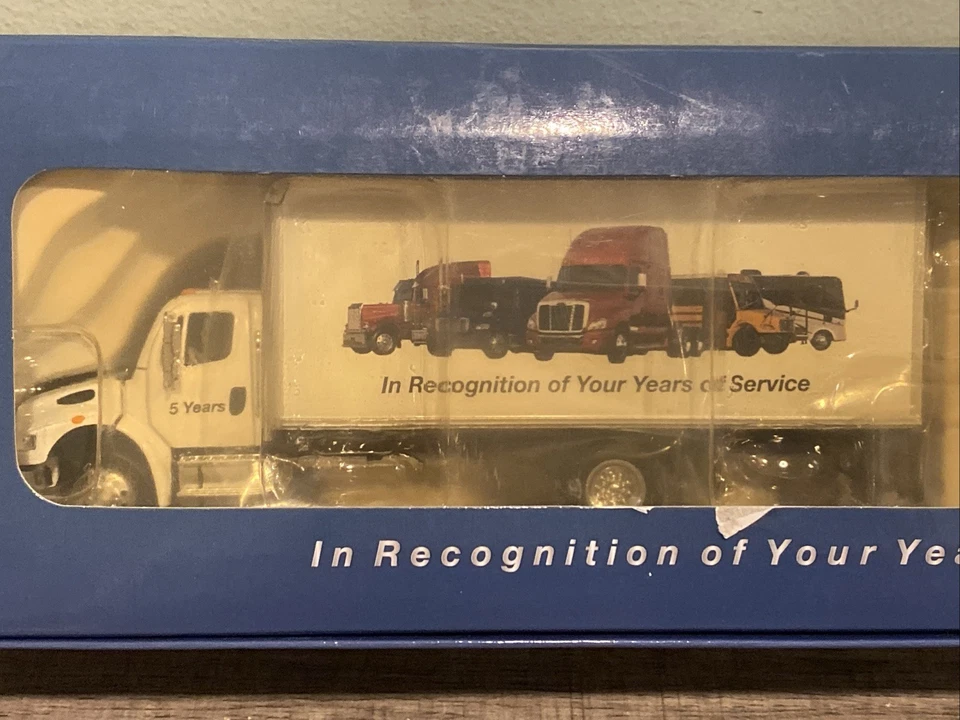 In Recognition of Your Years of Service
5 Years
In Recognition of Your Yea